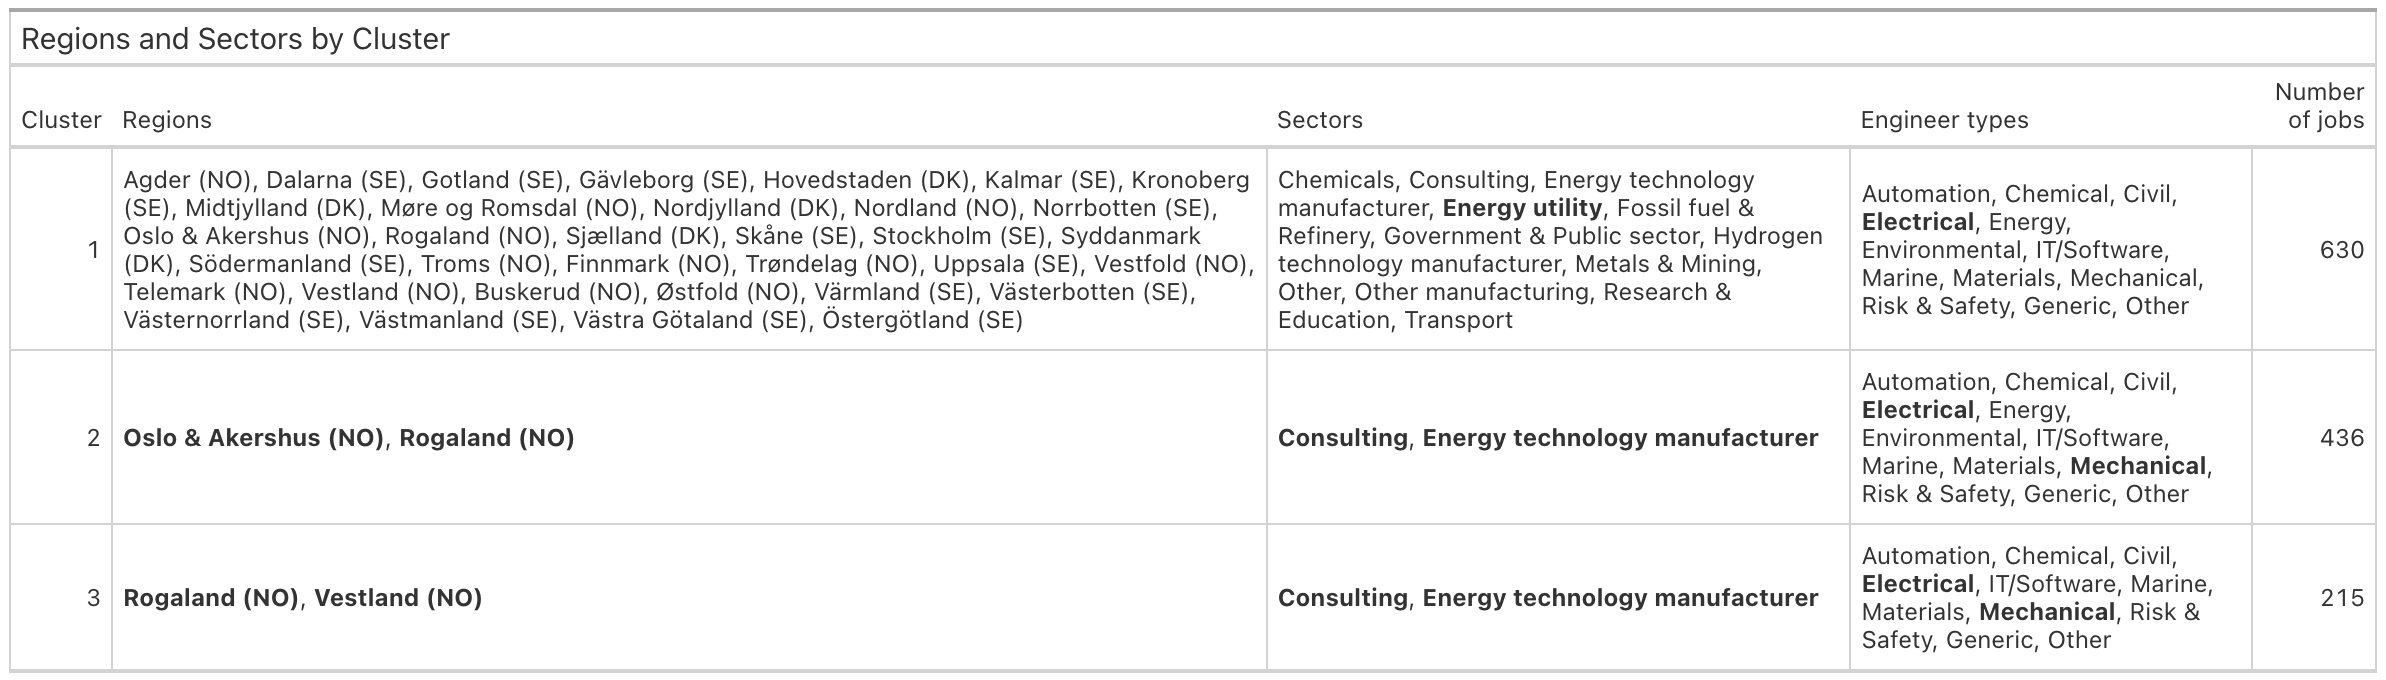 Regions and Sectors by Cluster
Cluster
Regions
Sectors
Engineer types
Number
of jobs
1
Agder (NO), Dalarna (SE), Gotland (SE), Gävleborg (SE), Hovedstaden (DK), Kalmar (SE), Kronoberg
(SE), Midtjylland (DK), Møre og Romsdal (NO), Nordjylland (DK), Nordland (NO), Norrbotten (SE),
Oslo & Akershus (NO), Rogaland (NO), Sjælland (DK), Skåne (SE), Stockholm (SE), Syddanmark
(DK), Södermanland (SE), Troms (NO), Finnmark (NO), Trøndelag (NO), Uppsala (SE), Vestfold (NO),
Telemark (NO), Vestland (NO), Buskerud (NO), Østfold (NO), Värmland (SE), Västerbotten (SE),
Västernorrland (SE), Västmanland (SE), Västra Götaland (SE), Östergötland (SE)
Chemicals, Consulting, Energy technology
manufacturer, Energy utility, Fossil fuel &
Refinery, Government & Public sector, Hydrogen
technology manufacturer, Metals & Mining,
Other, Other manufacturing, Research &
Education, Transport
Automation, Chemical, Civil,
Electrical, Energy,
Environmental, IT/Software,
Marine, Materials, Mechanical,
Risk & Safety, Generic, Other
630
2
Oslo & Akershus (NO), Rogaland (NO)
Consulting, Energy technology manufacturer
Automation, Chemical, Civil,
Electrical, Energy,
Environmental, IT/Software,
Marine, Materials, Mechanical,
Risk & Safety, Generic, Other
436
3
Rogaland (NO), Vestland (NO)
Consulting, Energy technology manufacturer
Automation, Chemical, Civil,
Electrical, IT/Software, Marine,
Materials, Mechanical, Risk &
Safety, Generic, Other
215